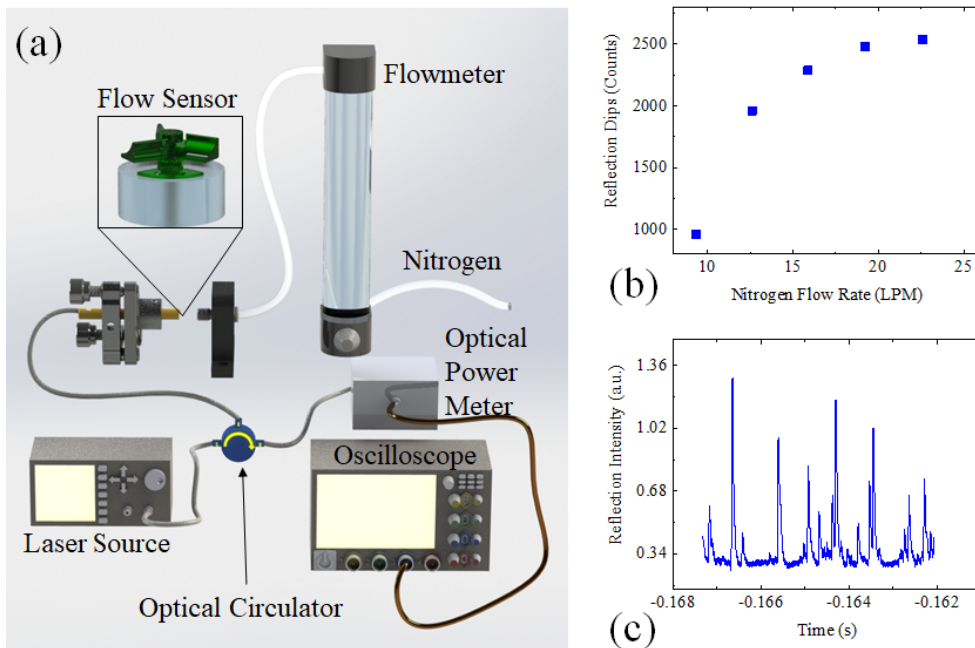 (a)
Flowmeter
Flow Sensor
Nitrogen
Optical
Power
Meter
Oscilloscope
Laser Source
Optical Circulator
(b)
Reflection Dips (Counts)
2500
2000
1500
1000
10
15
20
25
Nitrogen Flow Rate (LPM)
(c)
Reflection Intensity (a.u.)
1.36
1.02
0.68
0.34
-0.168
-0.166
-0.164
-0.162
Time (s)